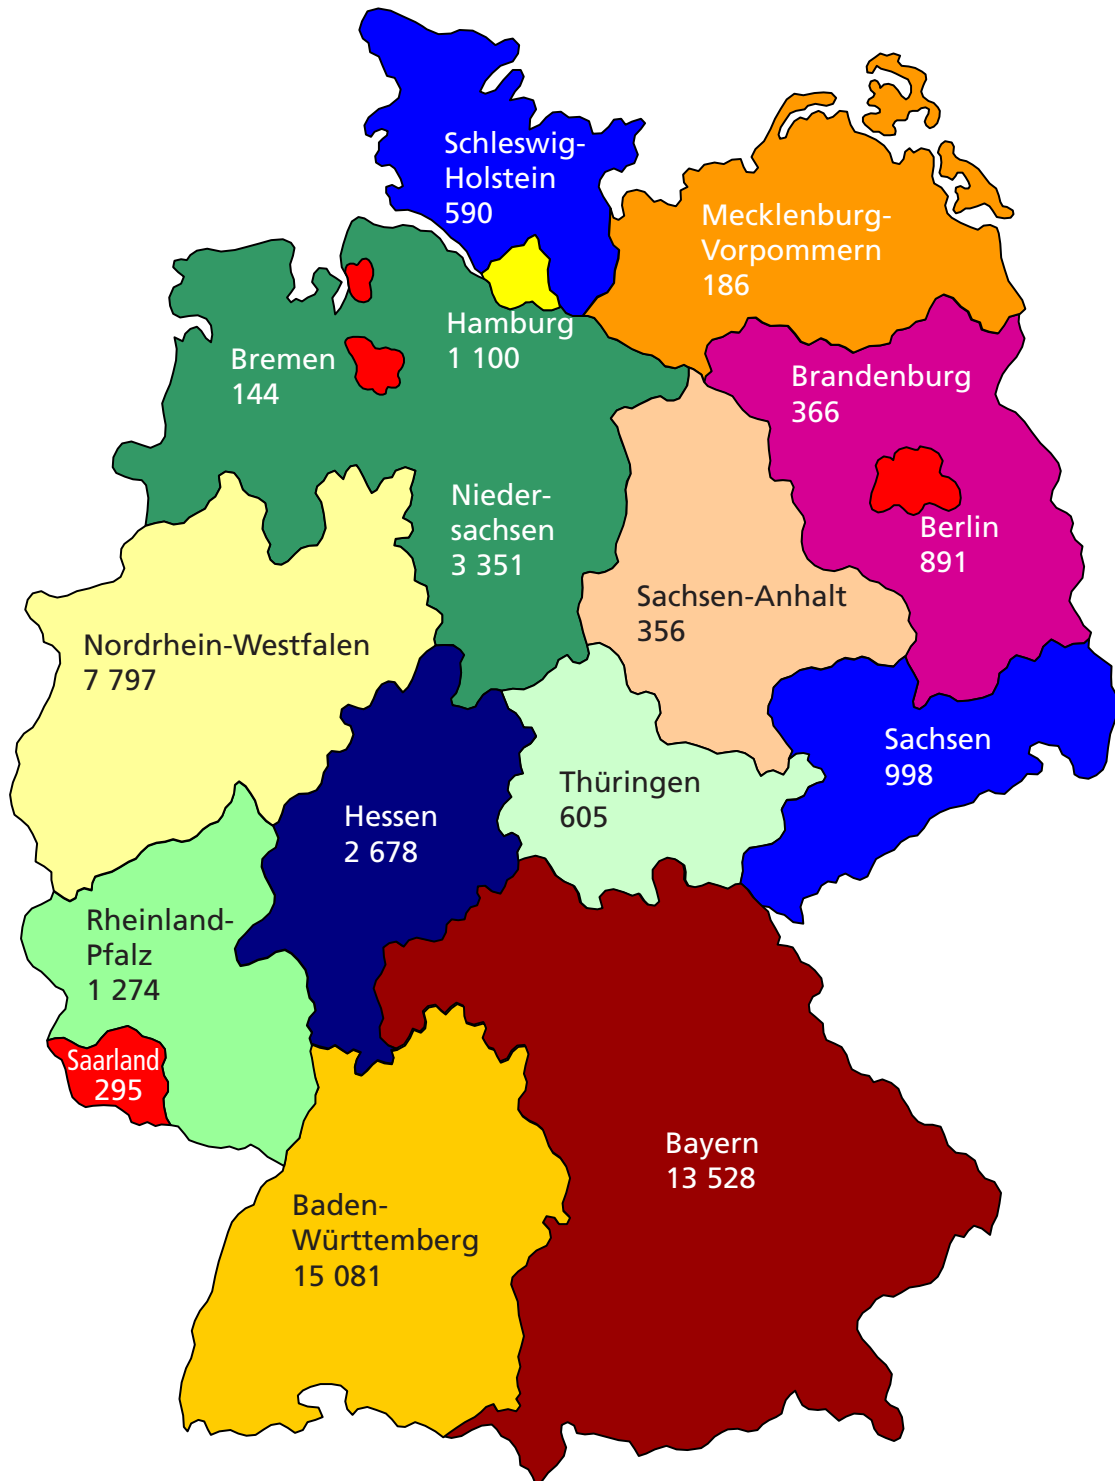 Schleswig-
Holstein
590
Mecklenburg-
Vorpommern
186
Hamburg
1 100
Bremen
144
Brandenburg
366
Nieder-
sachsen
3 351
Berlin
891
Sachsen-Anhalt
356
Nordrhein-Westfalen
7 797
Sachsen
998
Thüringen
605
Hessen
2 678
Rheinland-
Pfalz
1 274
Saarland
295
Bayern
13 528
Baden-
Württemberg
15 081